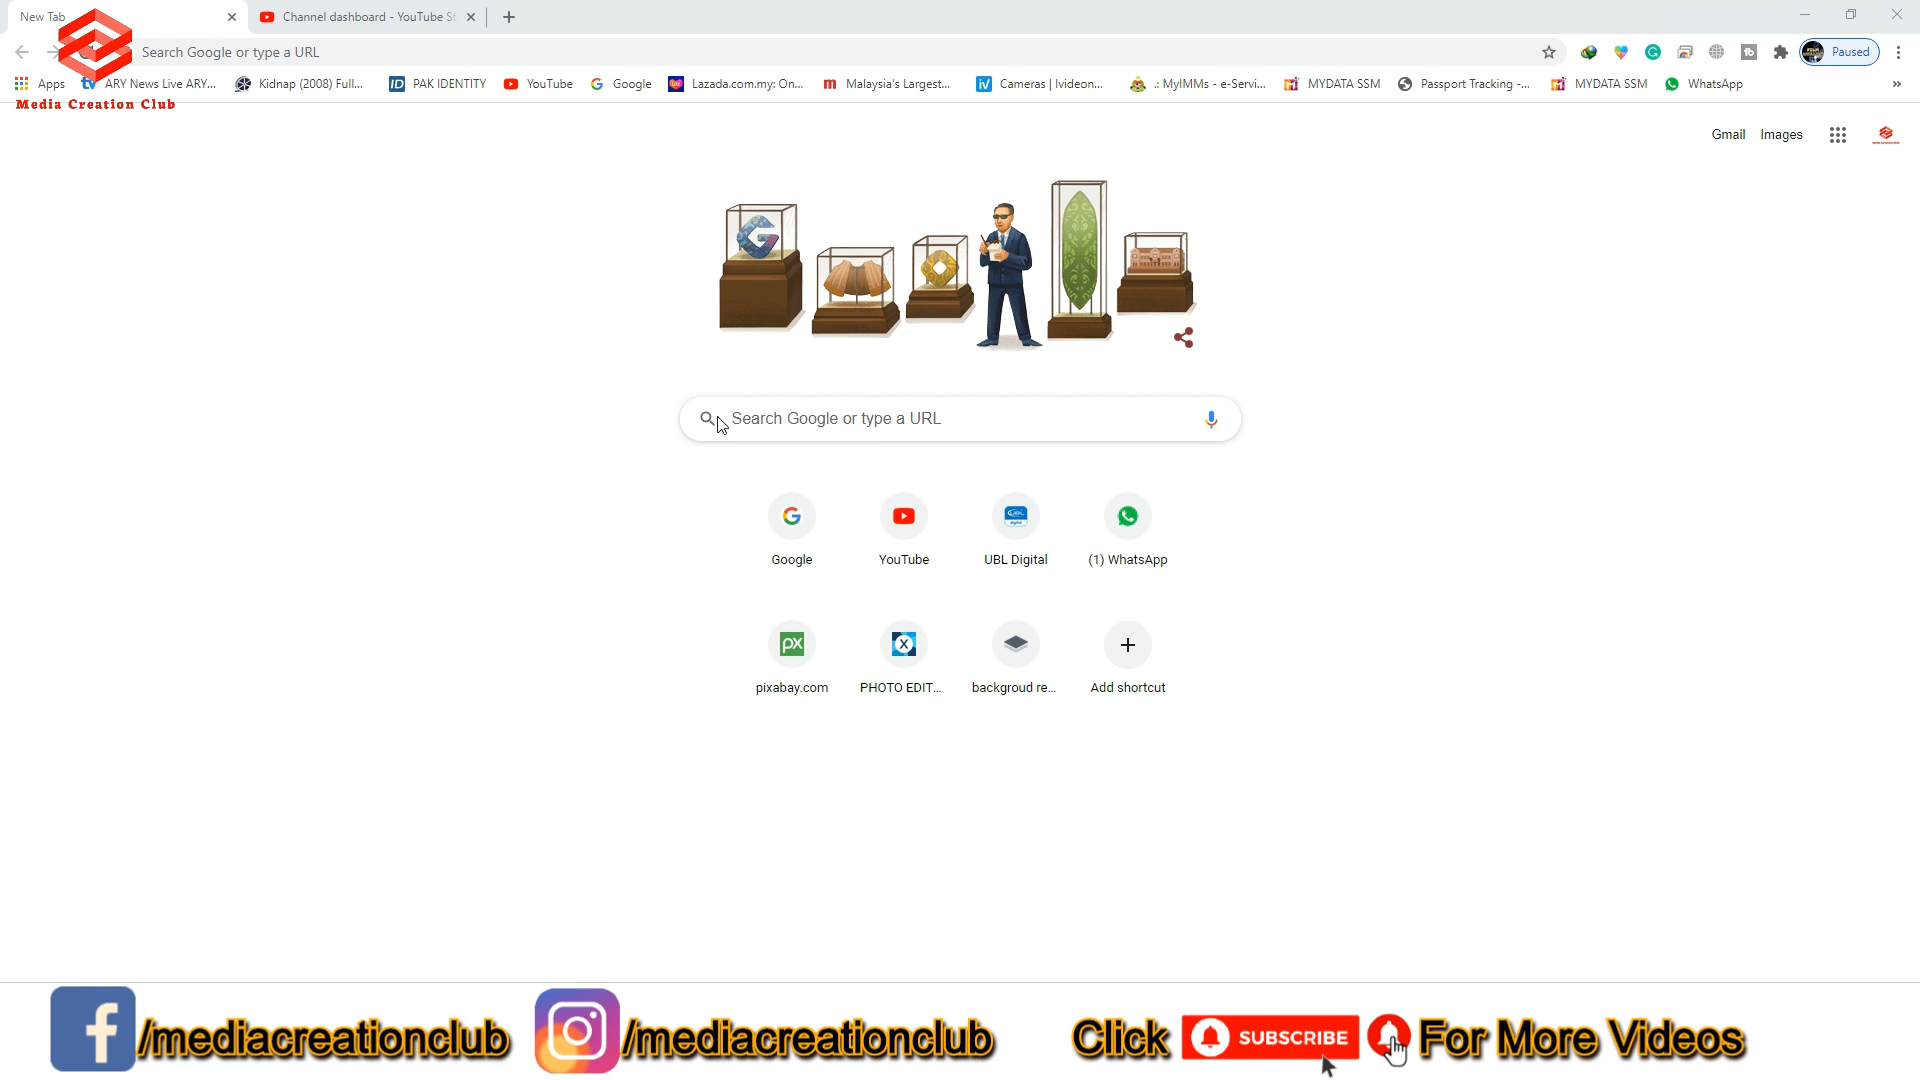 New Tab
Channel dashboard - YouTube St
Search Google or type a URL
Paused
Apps
ARY News Live ARY...
Kidnap (2008) Full...
PAK IDENTITY
YouTube
Google
Lazada.com.my: On...
Malaysia's Largest...
Cameras | Ivideon...
.: MyIMMs - e-Servi...
MYDATA SSM
Passport Tracking -...
MYDATA SSM
WhatsApp
»
Media Creation Club
Gmail
Images
Search Google or type a URL
Google
YouTube
UBL Digital
(1) WhatsApp
pixabay.com
PHOTO EDIT...
backgroud re...
Add shortcut
/mediacreationclub
/mediacreationclub
Click
SUBSCRIBE
For More Videos